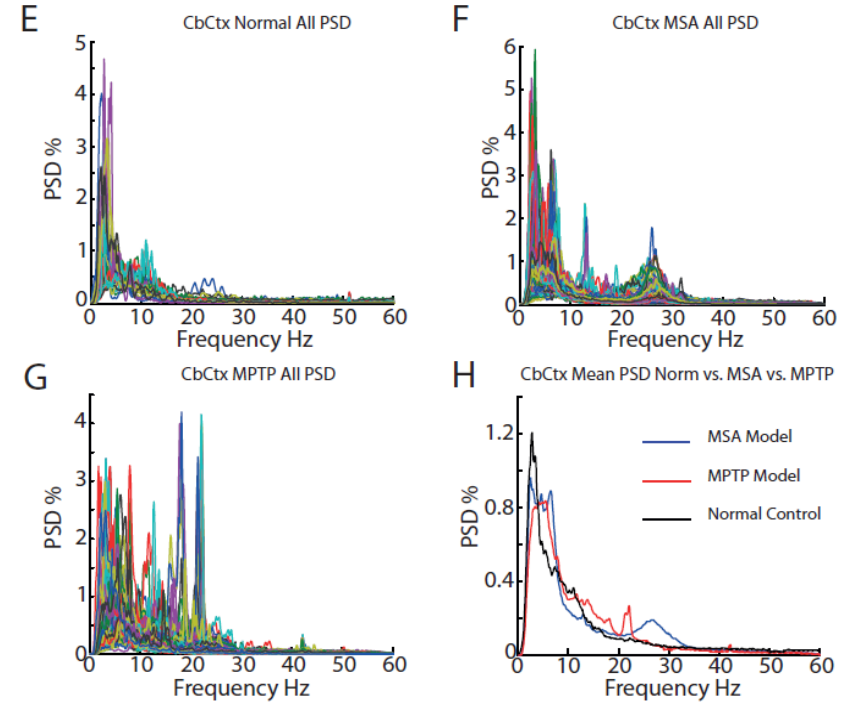 E
CbCtx Normal All PSD
5
4
3
2
1
0
PSD %
0 10 20 30 40 50 60
Frequency Hz
F
CbCtx MSA All PSD
6
5
4
3
2
1
0
PSD %
0 10 20 30 40 50 60
Frequency Hz
G
CbCtx MPTP All PSD
4
3
2
1
0
PSD %
0 10 20 30 40 50 60
Frequency Hz
H
CbCtx Mean PSD Norm vs. MSA vs. MPTP
1.2
0.8
0.4
0
PSD %
MSA Model
MPTP Model
Normal Control
0 10 20 30 40 50 60
Frequency Hz